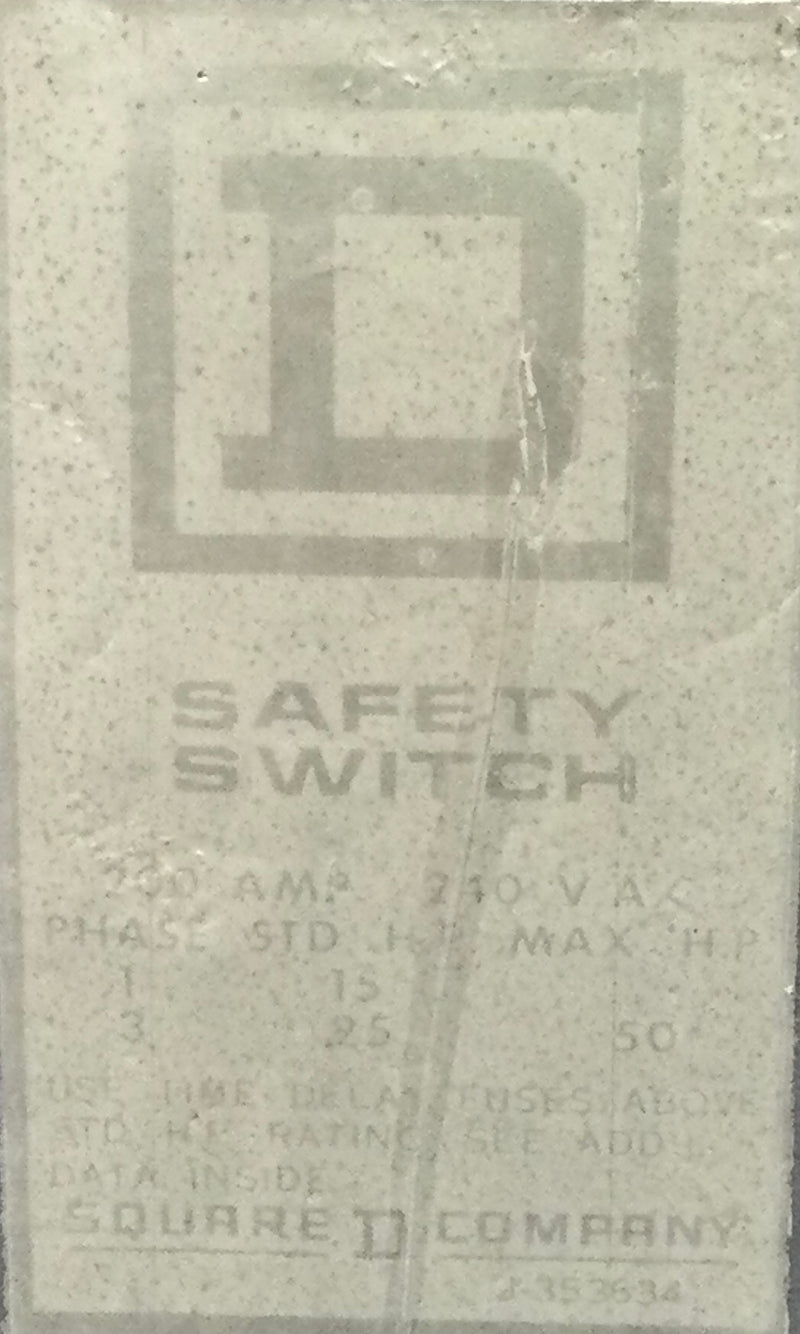 D
SAFETY
SWITCH
200 AMP 240 V AC
PHASE STD H.P. MAX H.P.
1 15
3 25 50
USE TIME DELAY FUSES ABOVE
STD H.P. RATING SEE ADD'L
DATA INSIDE
SQUARE D COMPANY
J-353634